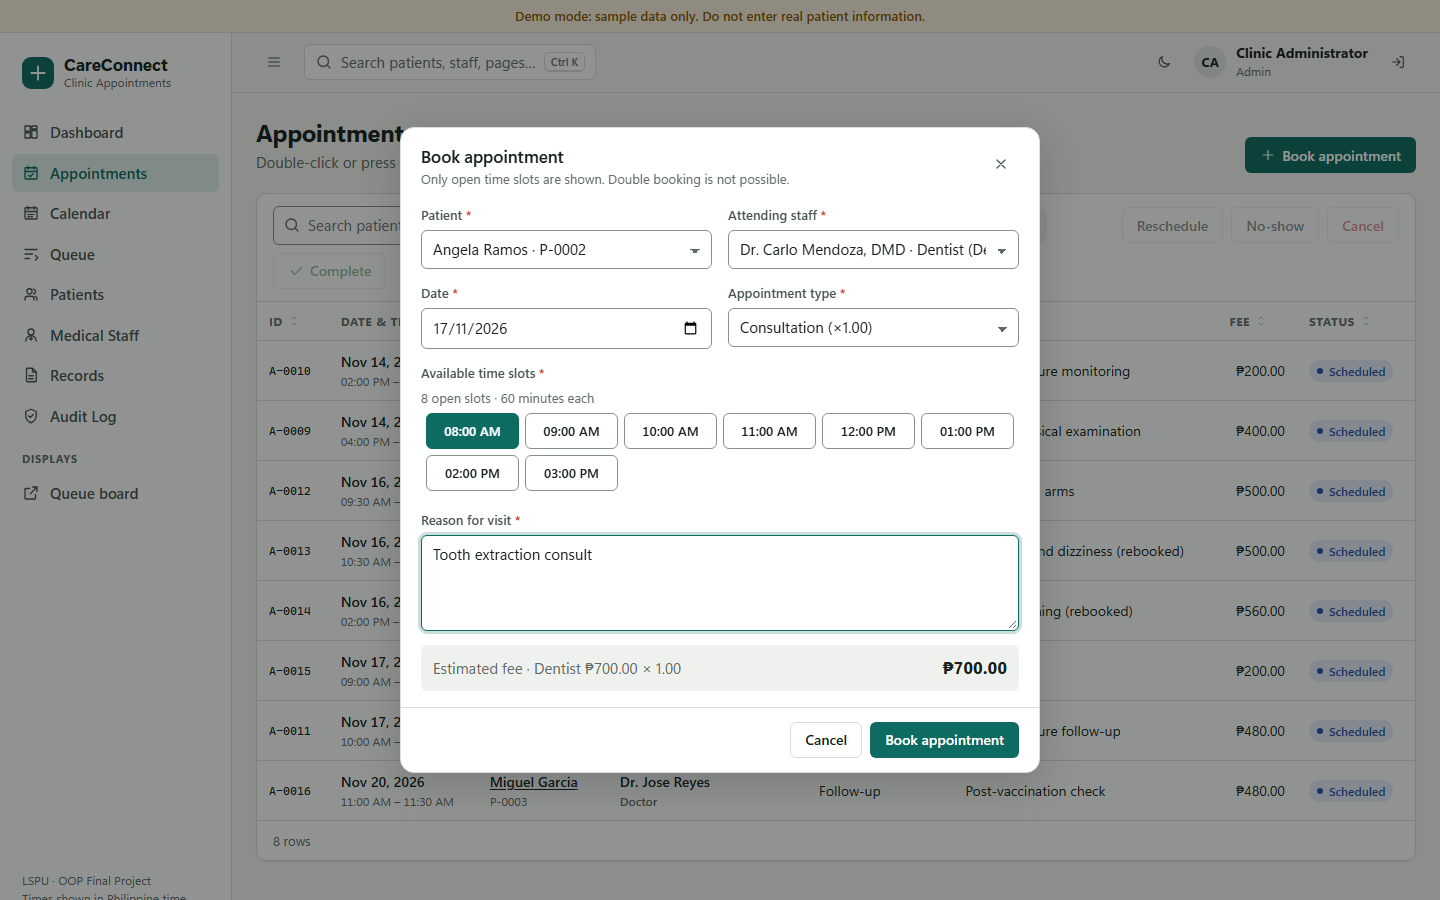 Demo mode: sample data only. Do not enter real patient information.
CareConnect
Clinic Appointments
Dashboard
Appointments
Calendar
Queue
Patients
Medical Staff
Records
Audit Log
DISPLAYS
Queue board
LSPU · OOP Final Project
Times shown in Philippine time
Search patients, staff, pages...
Ctrl K
CA
Clinic Administrator
Admin
Appointment
Double-click or press
Book appointment
Search patient
Reschedule
No-show
Cancel
Complete
ID
DATE &
FEE
STATUS
A-0010
Nov 14,
02:00 PM –
ure monitoring
₱200.00
Scheduled
A-0009
Nov 14,
04:00 PM –
ical examination
₱400.00
Scheduled
A-0012
Nov 16,
09:30 AM –
arms
₱500.00
Scheduled
A-0013
Nov 16,
10:30 AM –
nd dizziness (rebooked)
₱500.00
Scheduled
A-0014
Nov 16,
02:00 PM –
ing (rebooked)
₱560.00
Scheduled
A-0015
Nov 17,
09:00 AM –
₱200.00
Scheduled
A-0011
Nov 17,
10:00 AM –
ure follow-up
₱480.00
Scheduled
A-0016
Nov 20, 2026
11:00 AM – 11:30 AM
Miguel Garcia
P-0003
Dr. Jose Reyes
Doctor
Follow-up
Post-vaccination check
₱480.00
Scheduled
8 rows
Book appointment
Only open time slots are shown. Double booking is not possible.
Patient *
Angela Ramos · P-0002
Attending staff *
Dr. Carlo Mendoza, DMD · Dentist (De
Date *
17/11/2026
Appointment type *
Consultation (×1.00)
Available time slots *
8 open slots · 60 minutes each
08:00 AM
09:00 AM
10:00 AM
11:00 AM
12:00 PM
01:00 PM
02:00 PM
03:00 PM
Reason for visit *
Tooth extraction consult
Estimated fee · Dentist ₱700.00 × 1.00
₱700.00
Cancel
Book appointment